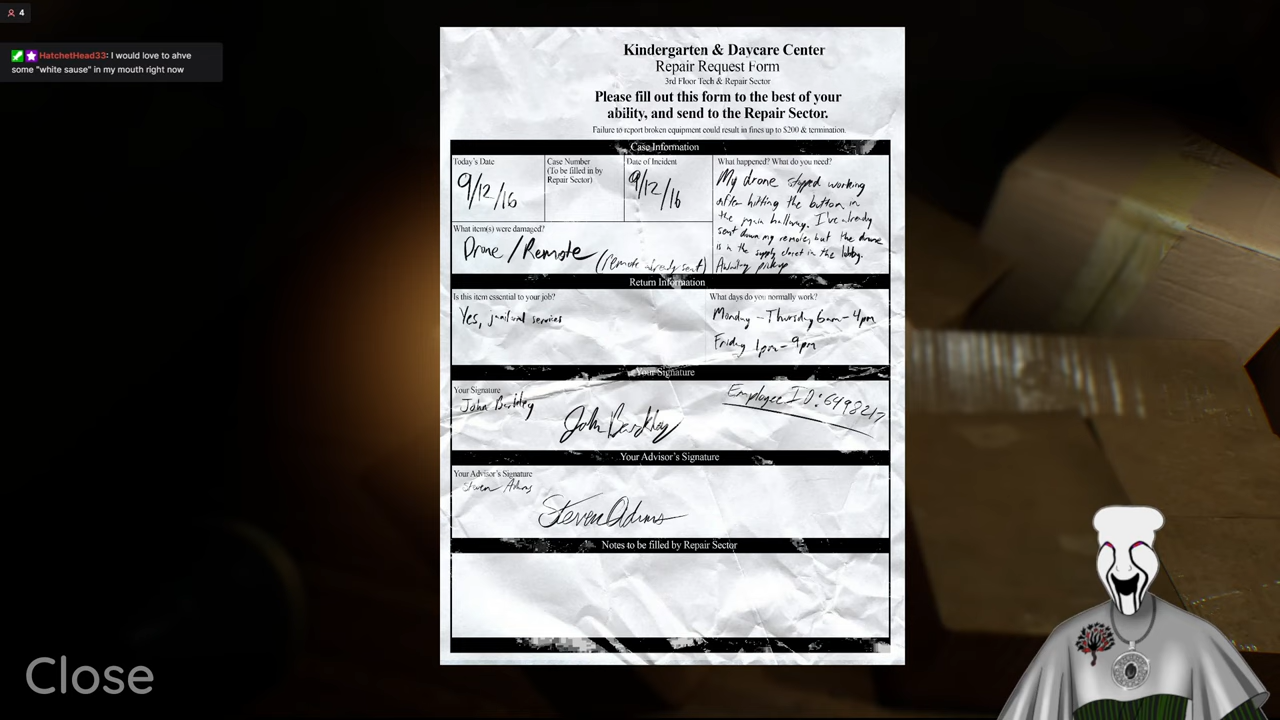 4
HatchetHead33: I would love to ahve
some "white sause" in my mouth right now
Kindergarten & Daycare Center
Repair Request Form
3rd Floor Tech & Repair Sector
Please fill out this form to the best of your
ability, and send to the Repair Sector.
Failure to report broken equipment could result in fines up to $200 & termination.
Case Information
Today's Date
9/12/16
Case Number
(To be filled in by
Repair Sector)
Date of Incident
9/12/16
What happened? What do you need?
My drone stopped working
after hitting the button in
the main hallway. I've already
sent down my remote, but the drone
is in the supply closet in the lobby.
Awaiting pickup
What item(s) were damaged?
Drone / Remote (remote already sent)
Return Information
Is this item essential to your job?
Yes, janitorial services
What days do you normally work?
Monday - Thursday 6am - 4pm
Friday 1pm - 9pm
Your Signature
Your Signature
John Barkley
John Barkley
Employee ID: 6498217
Your Advisor's Signature
Your Advisor's Signature
Steven Adams
Steven Adams
Notes to be filled by Repair Sector
Close